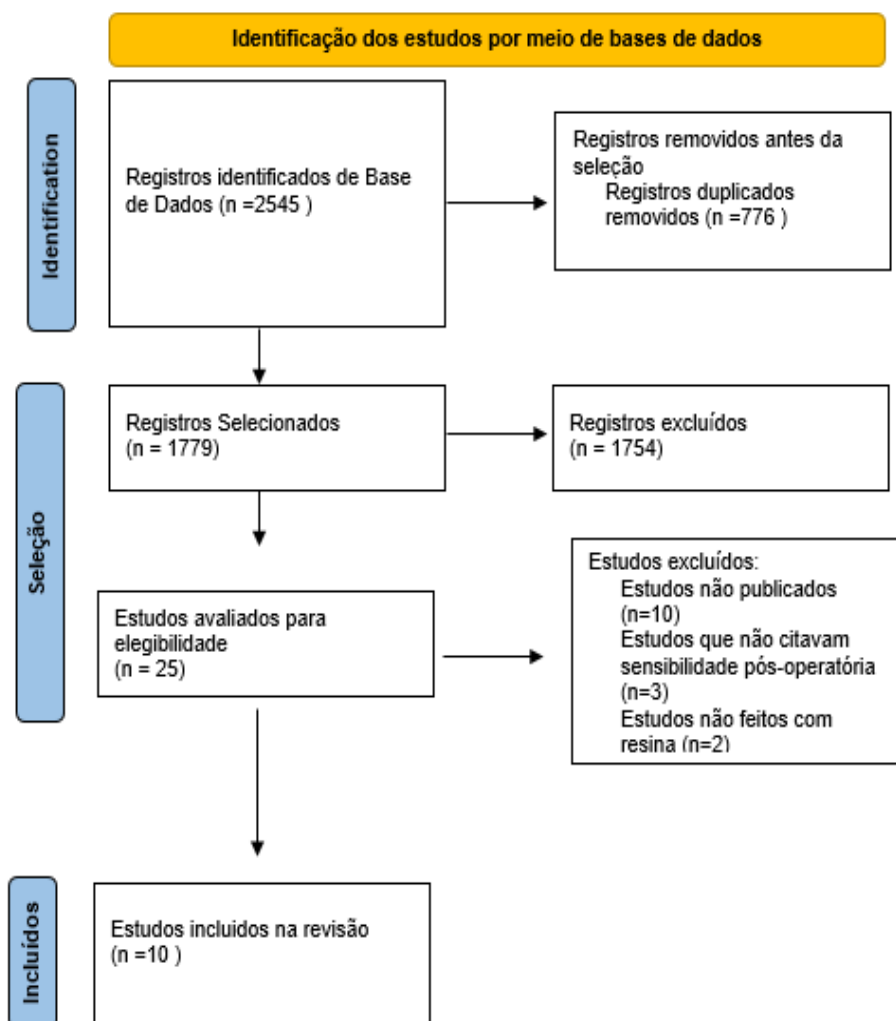 Identificação dos estudos por meio de bases de dados
Identification
Registros identificados de Base
de Dados (n =2545 )
Registros removidos antes da
seleção
Registros duplicados
removidos (n =776 )
Seleção
Registros Selecionados
(n = 1779)
Registros excluídos
(n = 1754)
Estudos avaliados para
elegibilidade
(n = 25)
Estudos excluídos:
Estudos não publicados
(n=10)
Estudos que não citavam
sensibilidade pós-operatória
(n=3)
Estudos não feitos com
resina (n=2)
Incluídos
Estudos incluidos na revisão
(n =10 )